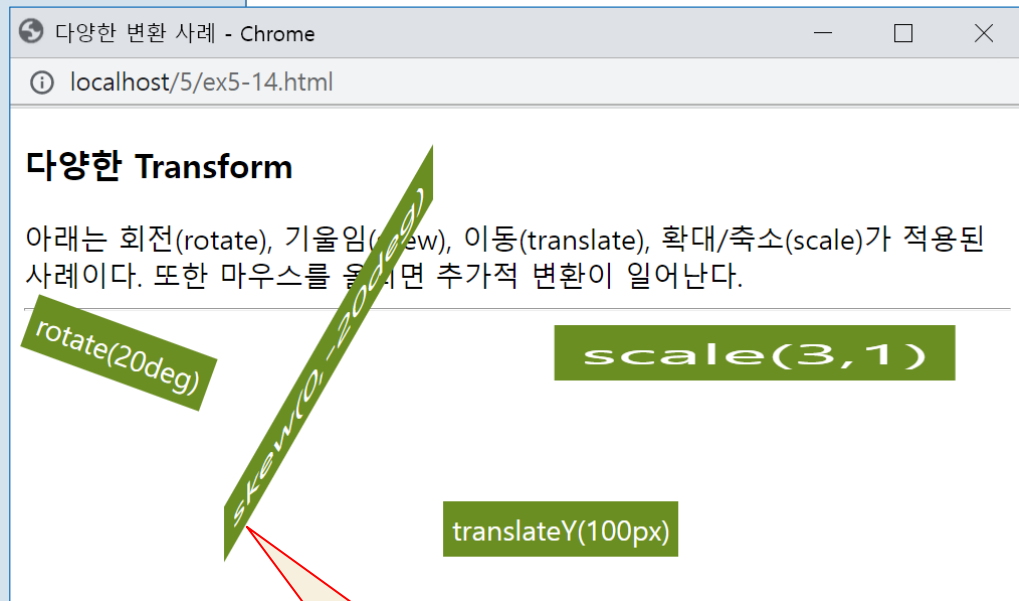 다양한 변환 사례 - Chrome
localhost/5/ex5-14.html
다양한 Transform
아래는 회전(rotate), 기울임(skew), 이동(translate), 확대/축소(scale)가 적용된
사례이다. 또한 마우스를 올리면 추가적 변환이 일어난다.
rotate(20deg)
skew(0, -20deg)
scale(3,1)
translateY(100px)